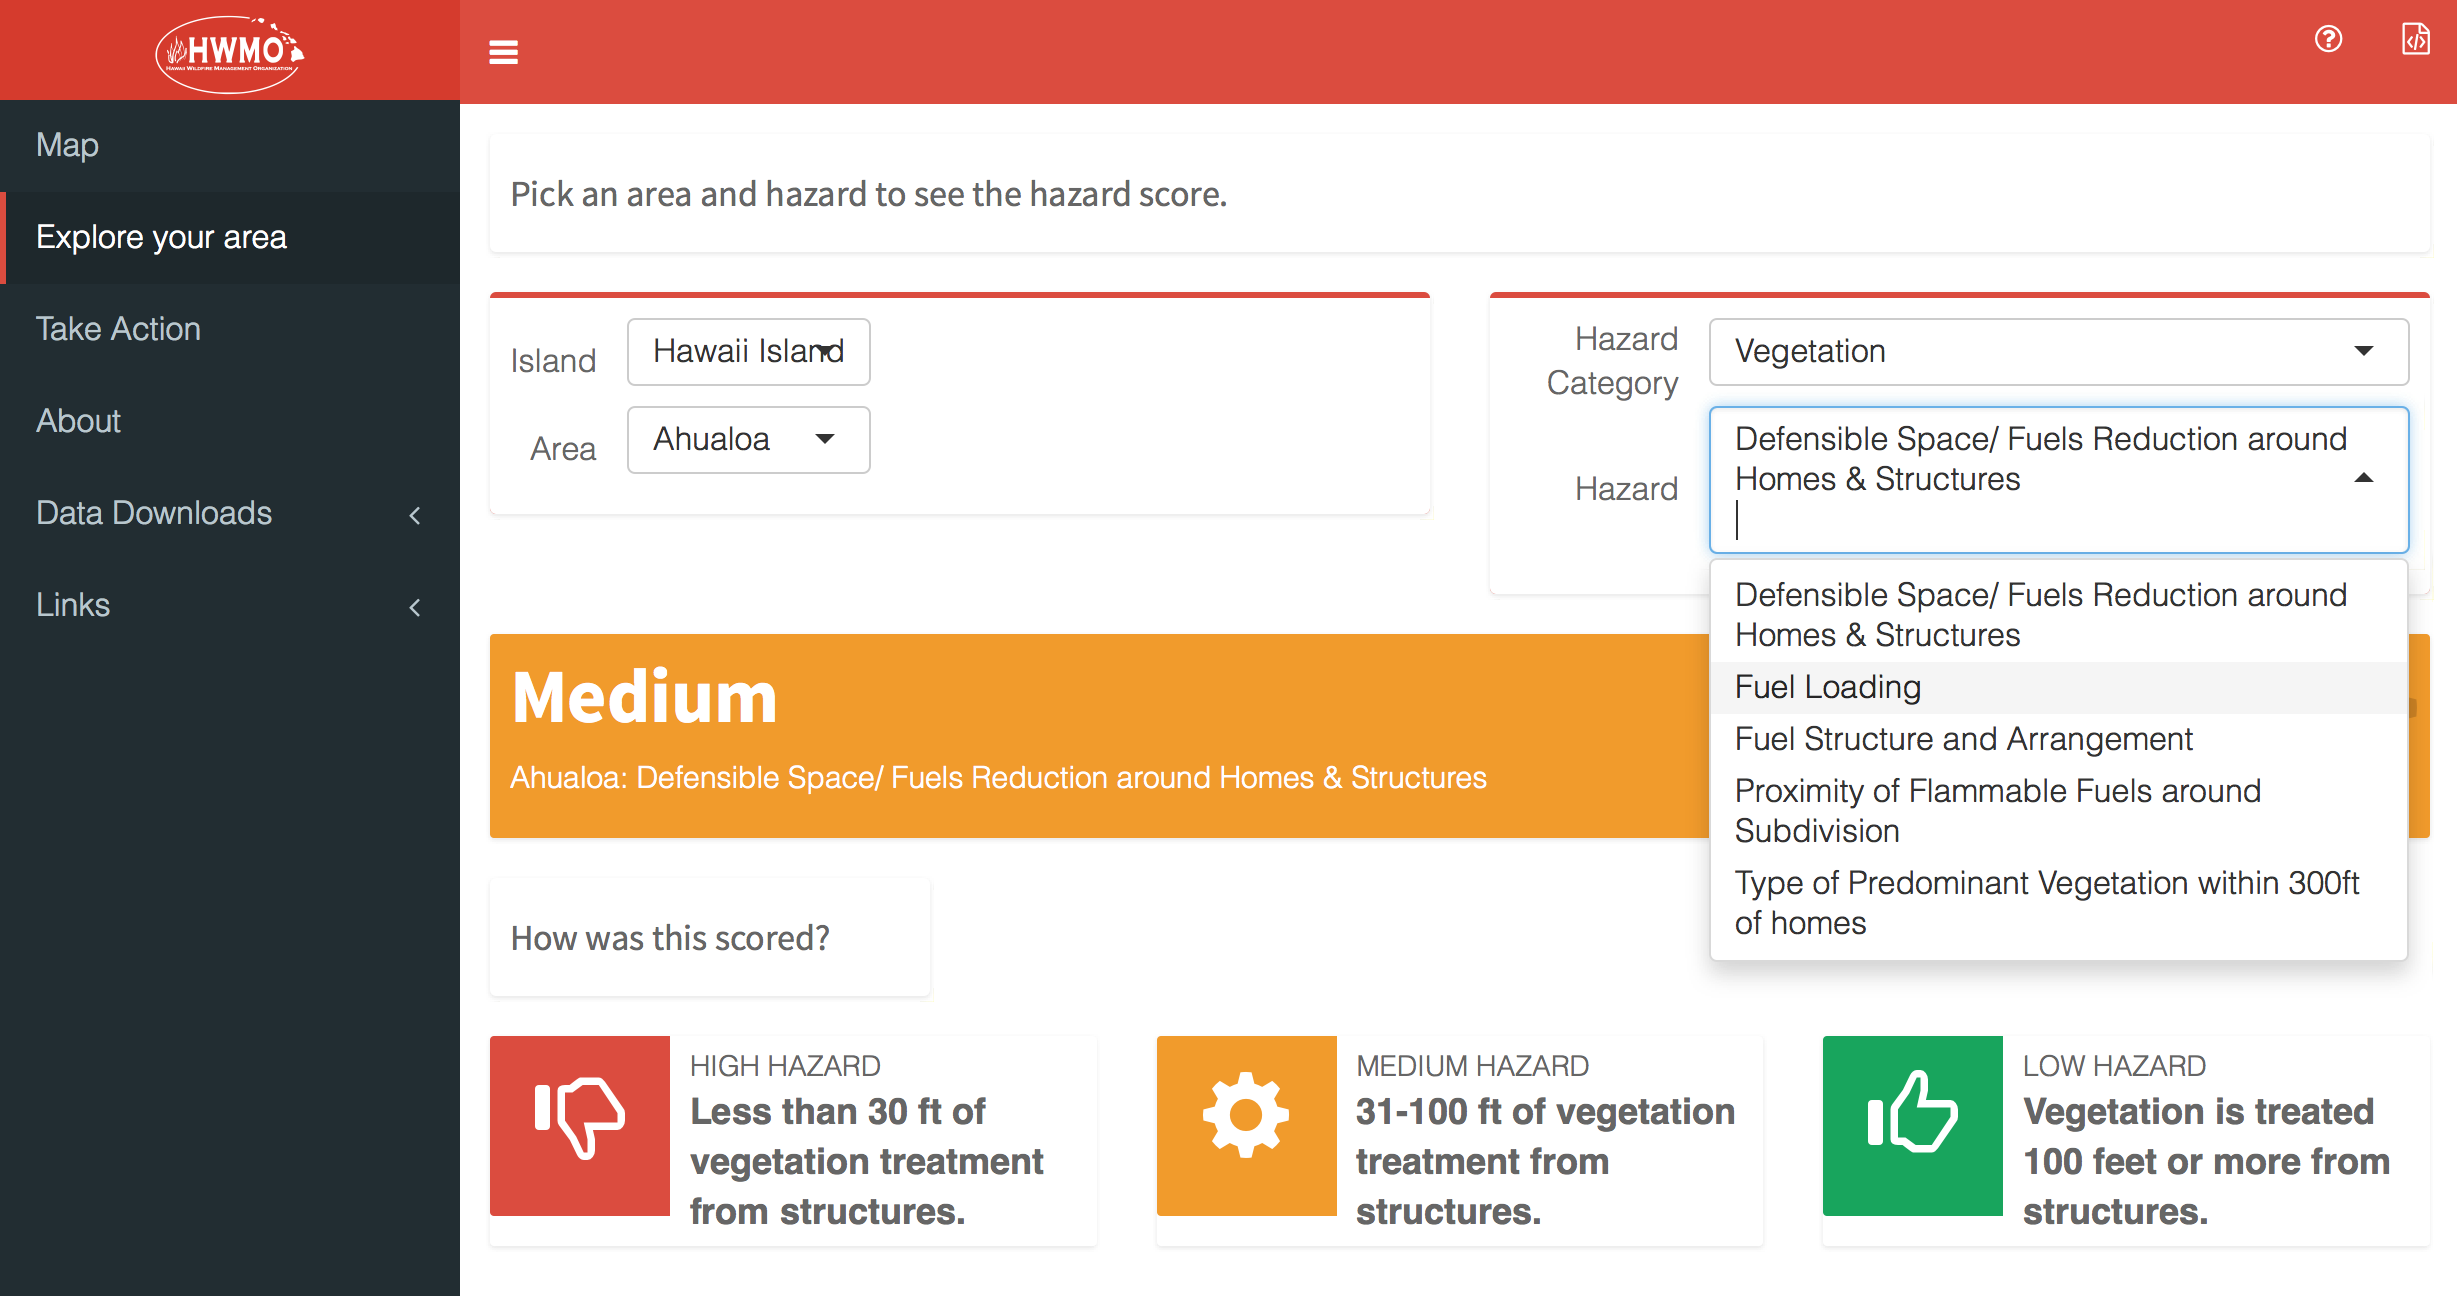 HWMO
HAWAII WILDFIRE MANAGEMENT ORGANIZATION
Map
Explore your area
Take Action
About
Data Downloads
Links
Pick an area and hazard to see the hazard score.
Island
Hawaii Island
Area
Ahualoa
Hazard
Category
Vegetation
Hazard
Defensible Space/ Fuels Reduction around
Homes & Structures
Defensible Space/ Fuels Reduction around
Homes & Structures
Fuel Loading
Fuel Structure and Arrangement
Proximity of Flammable Fuels around
Subdivision
Type of Predominant Vegetation within 300ft
of homes
Medium
Ahualoa: Defensible Space/ Fuels Reduction around Homes & Structures
How was this scored?
HIGH HAZARD
Less than 30 ft of
vegetation treatment
from structures.
MEDIUM HAZARD
31-100 ft of vegetation
treatment from
structures.
LOW HAZARD
Vegetation is treated
100 feet or more from
structures.